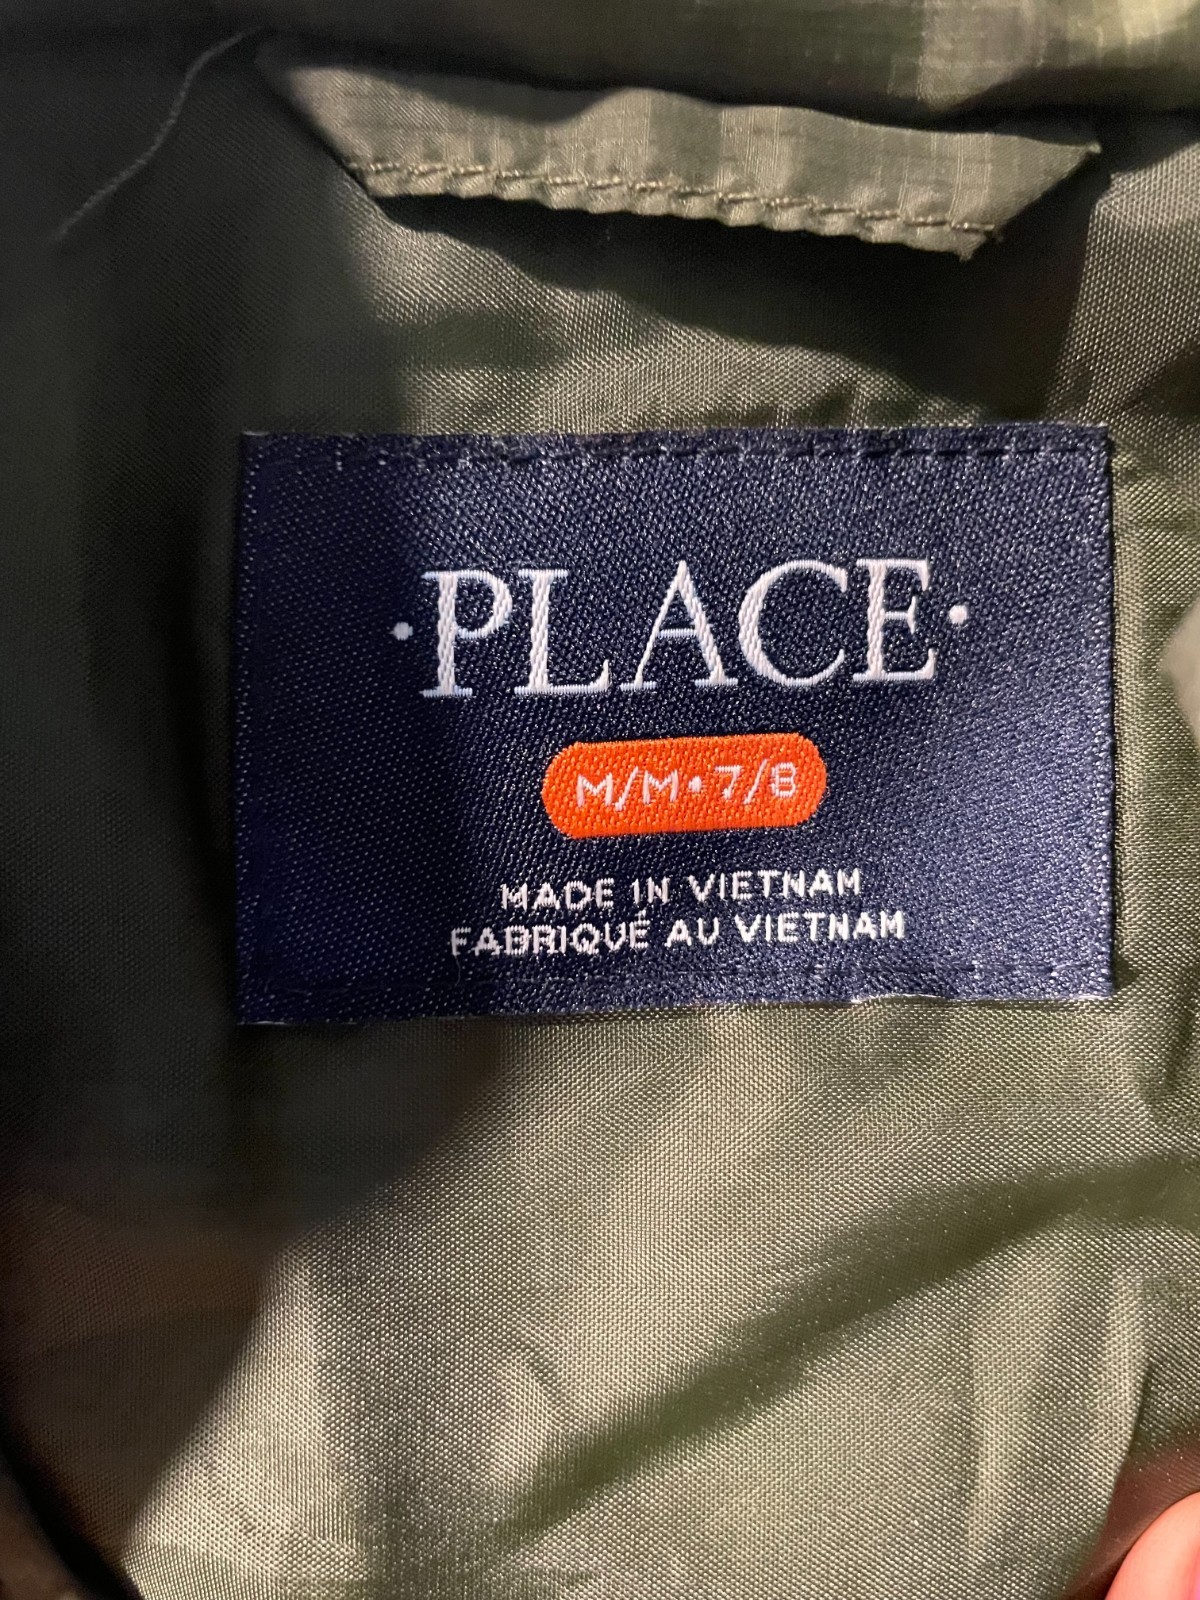 ·PLACE·
M/M•7/8
MADE IN VIETNAM
FABRIQUÉ AU VIETNAM